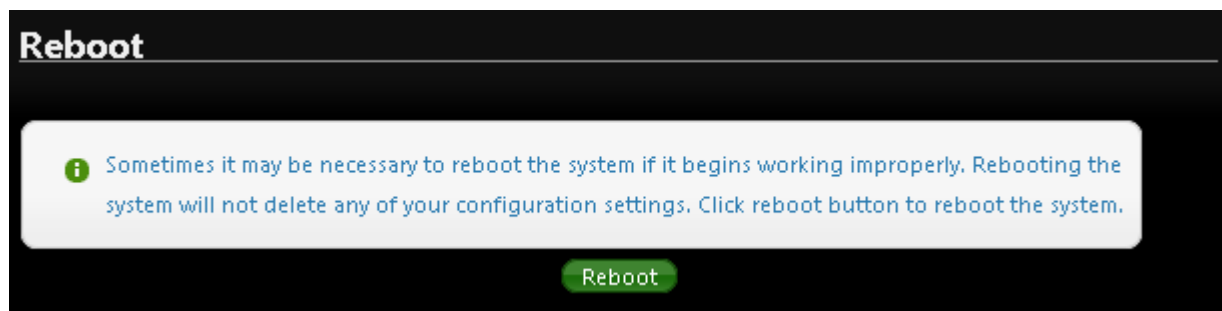 Reboot
Sometimes it may be necessary to reboot the system if it begins working improperly. Rebooting the
system will not delete any of your configuration settings. Click reboot button to reboot the system.
Reboot